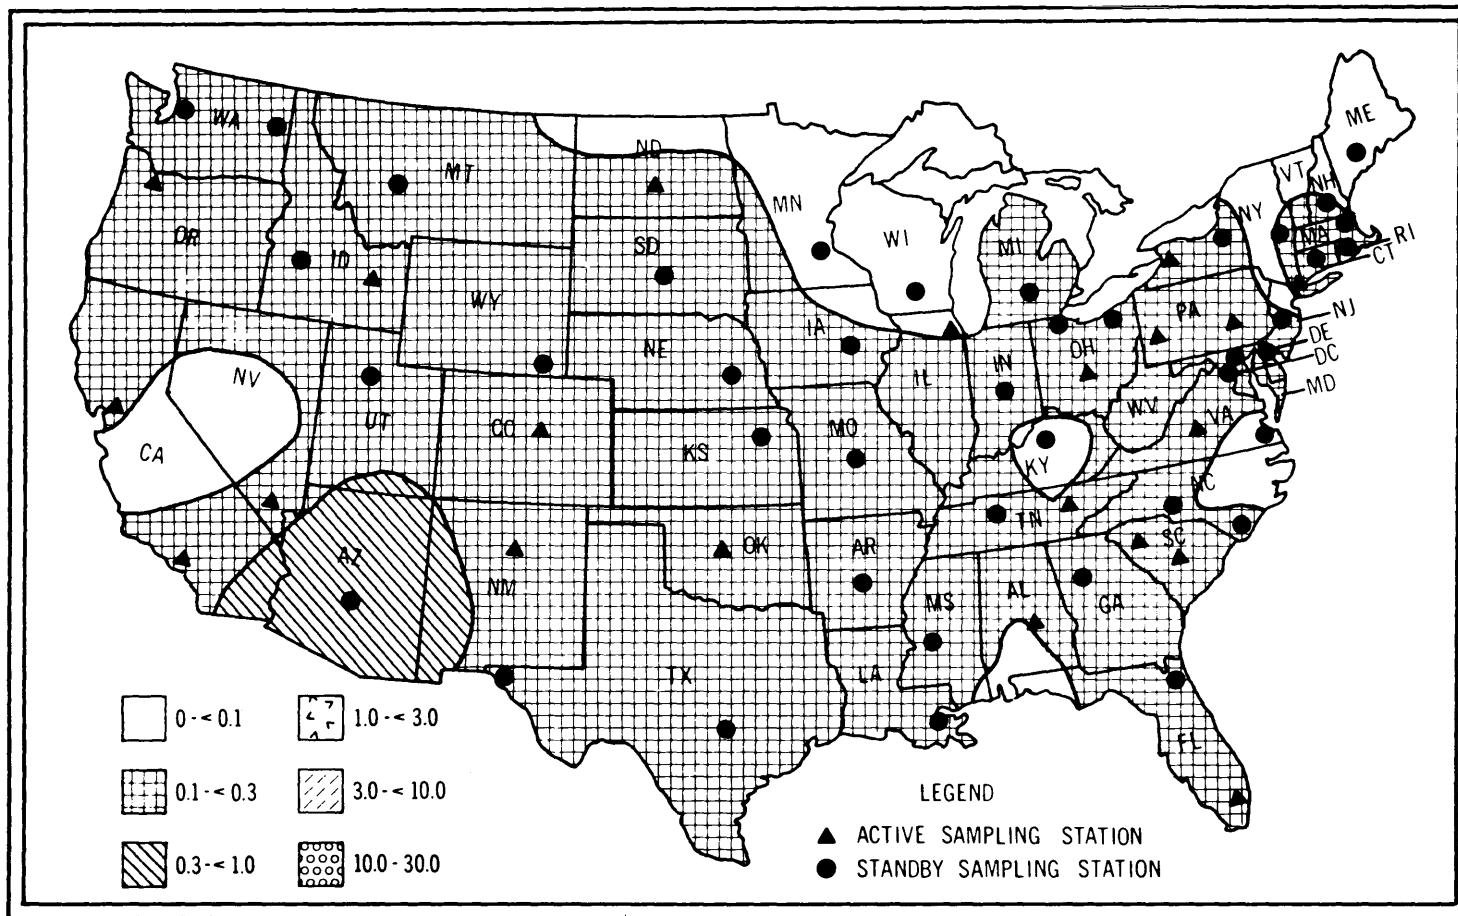 WA
MT
ND
MN
WI
MI
NY
VT
NH
ME
MA
RI
CT
OR
ID
SD
WY
IA
NE
PA
NJ
DE
DC
MD
OH
IN
IL
NV
UT
CA
CO
KS
MO
KY
WV
VA
NC
TN
SC
AZ
NM
OK
AR
MS
AL
GA
TX
LA
FL
0-<0.1
1.0-<3.0
0.1-<0.3
3.0-<10.0
0.3-<1.0
10.0-30.0
LEGEND
ACTIVE SAMPLING STATION
STANDBY SAMPLING STATION